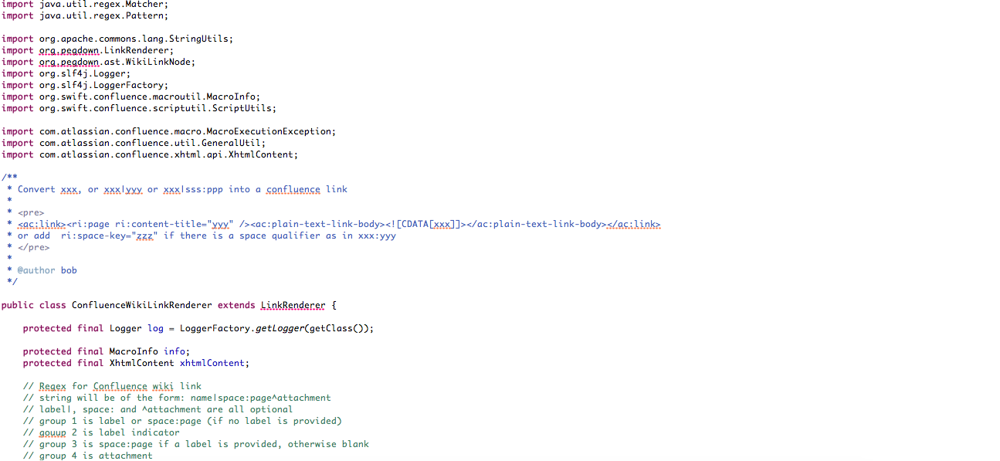 import java.util.regex.Matcher;
import java.util.regex.Pattern;
import org.apache.commons.lang.StringUtils;
import org.pegdown.LinkRenderer;
import org.pegdown.ast.WikiLinkNode;
import org.slf4j.Logger;
import org.slf4j.LoggerFactory;
import org.swift.confluence.macroutil.MacroInfo;
import org.swift.confluence.scriptutil.ScriptUtils;
import com.atlassian.confluence.macro.MacroExecutionException;
import com.atlassian.confluence.util.GeneralUtil;
import com.atlassian.confluence.xhtml.api.XhtmlContent;
/**
 * Convert xxx, or xxx|yyy or xxx|sss:ppp into a confluence link
 *
 * <pre>
 * <ac:link><ri:page ri:content-title="yyy" /><ac:plain-text-link-body><![CDATA[xxx]]></ac:plain-text-link-body></ac:link>
 * or add  ri:space-key="zzz" if there is a space qualifier as in xxx:yyy
 * </pre>
 *
 * @author bob
 */
public class ConfluenceWikiLinkRenderer extends LinkRenderer {
    protected final Logger log = LoggerFactory.getLogger(getClass());
    protected final MacroInfo info;
    protected final XhtmlContent xhtmlContent;
    // Regex for Confluence wiki link
    // string will be of the form: name|space:page^attachment
    // label|, space: and ^attachment are all optional
    // group 1 is label or space:page (if no label is provided)
    // gouup 2 is label indicator
    // group 3 is space:page if a label is provided, otherwise blank
    // group 4 is attachment